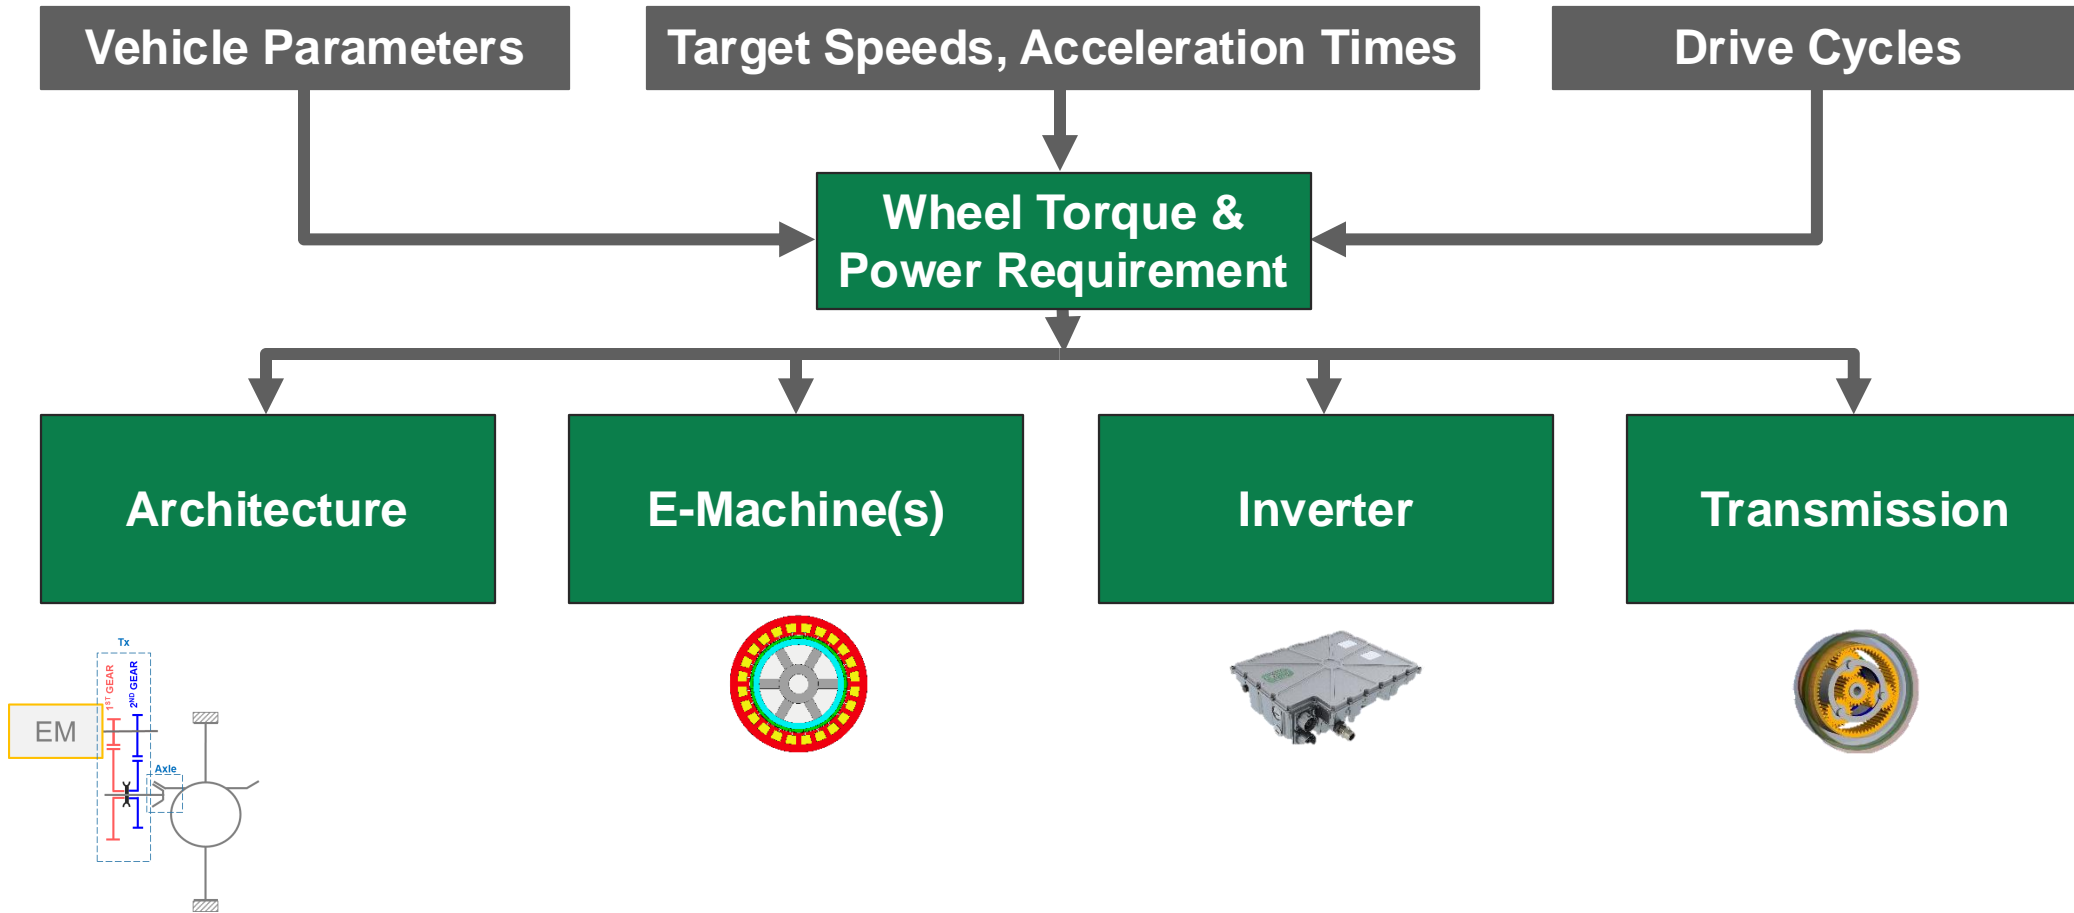 Vehicle Parameters
Target Speeds, Acceleration Times
Drive Cycles
Wheel Torque &
Power Requirement
Architecture
E-Machine(s)
Inverter
Transmission
Tx
1ST GEAR
2ND GEAR
EM
Axle